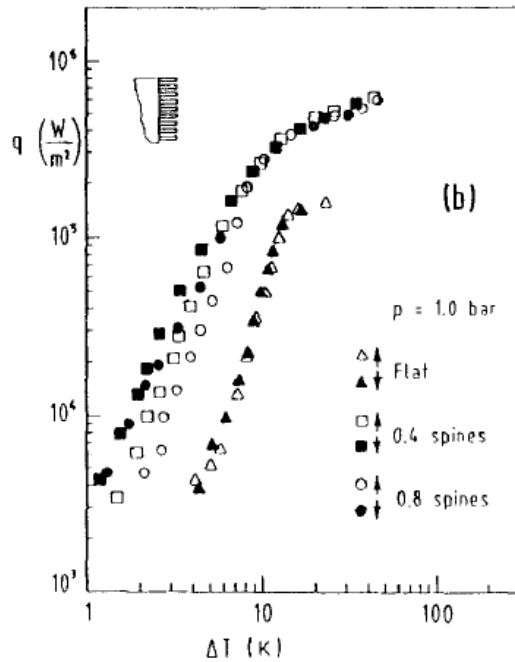 10⁶
q (W/m²)
10⁵
(b)
p = 1.0 bar
△ ↑
▲ ↓ Flat
□ ↑
■ ↓ 0.4 spines
10⁴
○ ↑
● ↓ 0.8 spines
10³
1 10 100
ΔT (K)